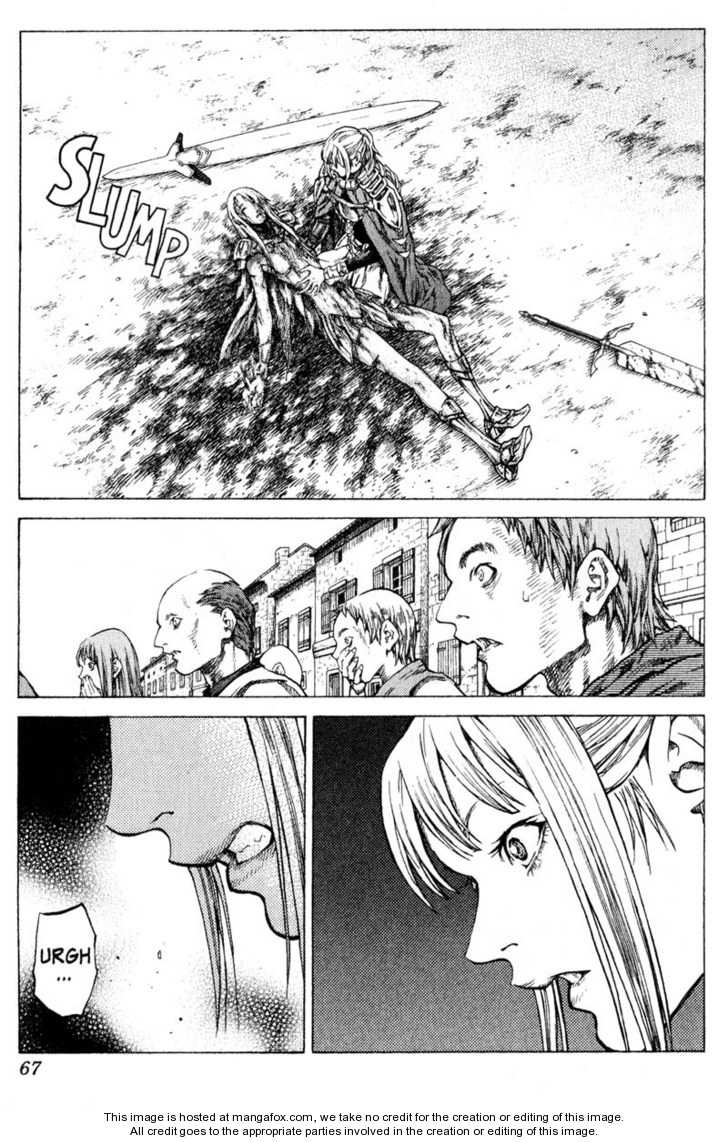 SLUMP
URGH
...
67
This image is hosted at mangafox.com, we take no credit for the creation or editing of this image.
All credit goes to the appropriate parties involved in the creation or editing of this image.